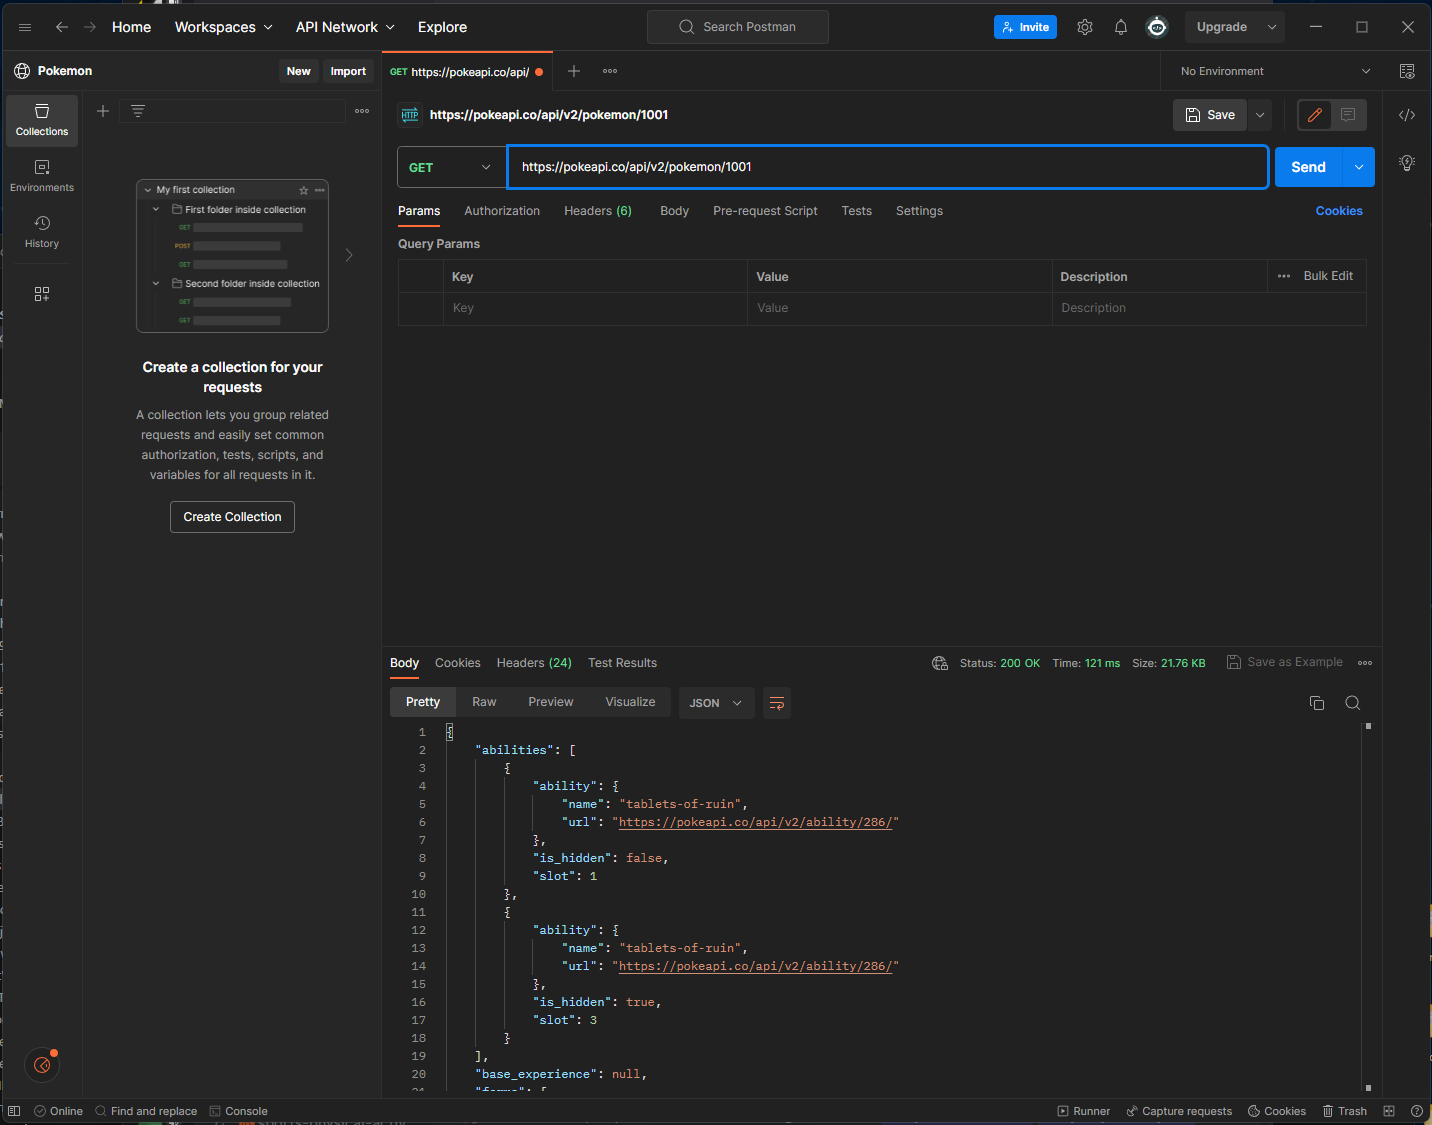 Home Workspaces API Network Explore Search Postman Invite Upgrade
Pokemon New Import GET https://pokeapi.co/api/ No Environment
Collections
Environments
History
My first collection
First folder inside collection
GET
POST
GET
Second folder inside collection
GET
GET
Create a collection for your
requests
A collection lets you group related
requests and easily set common
authorization, tests, scripts, and
variables for all requests in it.
Create Collection
HTTP https://pokeapi.co/api/v2/pokemon/1001 Save
GET https://pokeapi.co/api/v2/pokemon/1001 Send
Params Authorization Headers (6) Body Pre-request Script Tests Settings Cookies
Query Params
Key Value Description Bulk Edit
Key Value Description
Body Cookies Headers (24) Test Results Status: 200 OK Time: 121 ms Size: 21.76 KB Save as Example
Pretty Raw Preview Visualize JSON
1 {
2 "abilities": [
3 {
4 "ability": {
5 "name": "tablets-of-ruin",
6 "url": "https://pokeapi.co/api/v2/ability/286/"
7 },
8 "is_hidden": false,
9 "slot": 1
10 },
11 {
12 "ability": {
13 "name": "tablets-of-ruin",
14 "url": "https://pokeapi.co/api/v2/ability/286/"
15 },
16 "is_hidden": true,
17 "slot": 3
18 }
19 ],
20 "base_experience": null,
Online Find and replace Console Runner Capture requests Cookies Trash